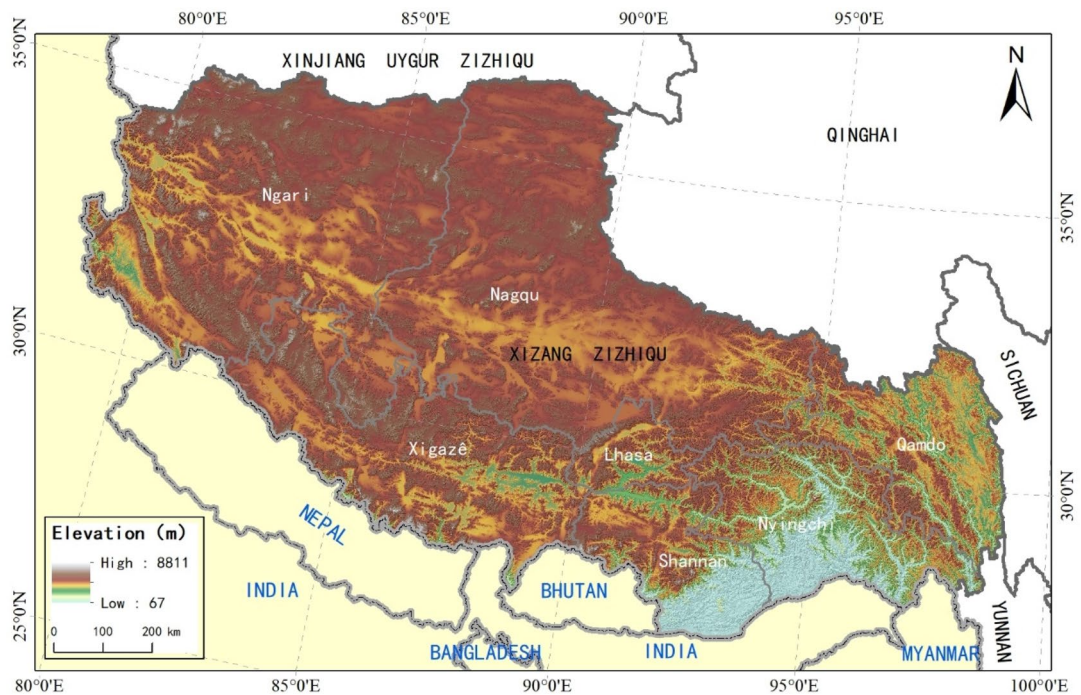 80°0'E 85°0'E 90°0'E 95°0'E
35°0'N
XINJIANG UYGUR ZIZHIQU
N
QINGHAI
Ngari
35°0'N
Nagqu
30°0'N
XIZANG ZIZHIQU
SICHUAN
Xigazê
Lhasa
Qamdo
30°0'N
NEPAL
Nyingchi
Shannan
Elevation (m)
High : 8811
Low : 67
0 100 200 km
INDIA
BHUTAN
25°0'N
BANGLADESH
INDIA
MYANMAR
YUNNAN
80°0'E 85°0'E 90°0'E 95°0'E 100°0'E